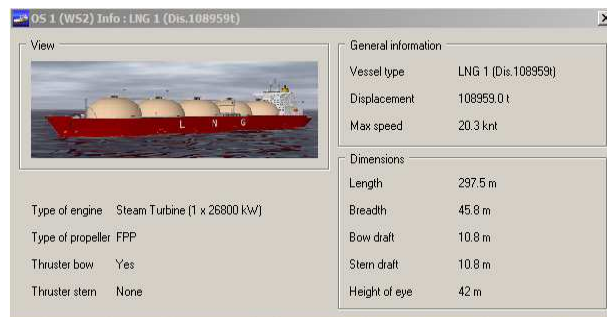 OS 1 (WS2) Info : LNG 1 (Dis.108959t)
View
L N G
Type of engine Steam Turbine (1 x 26800 kW)
Type of propeller FPP
Thruster bow Yes
Thruster stern None
General information
Vessel type LNG 1 (Dis.108959t)
Displacement 108959.0 t
Max speed 20.3 knt
Dimensions
Length 297.5 m
Breadth 45.8 m
Bow draft 10.8 m
Stern draft 10.8 m
Height of eye 42 m